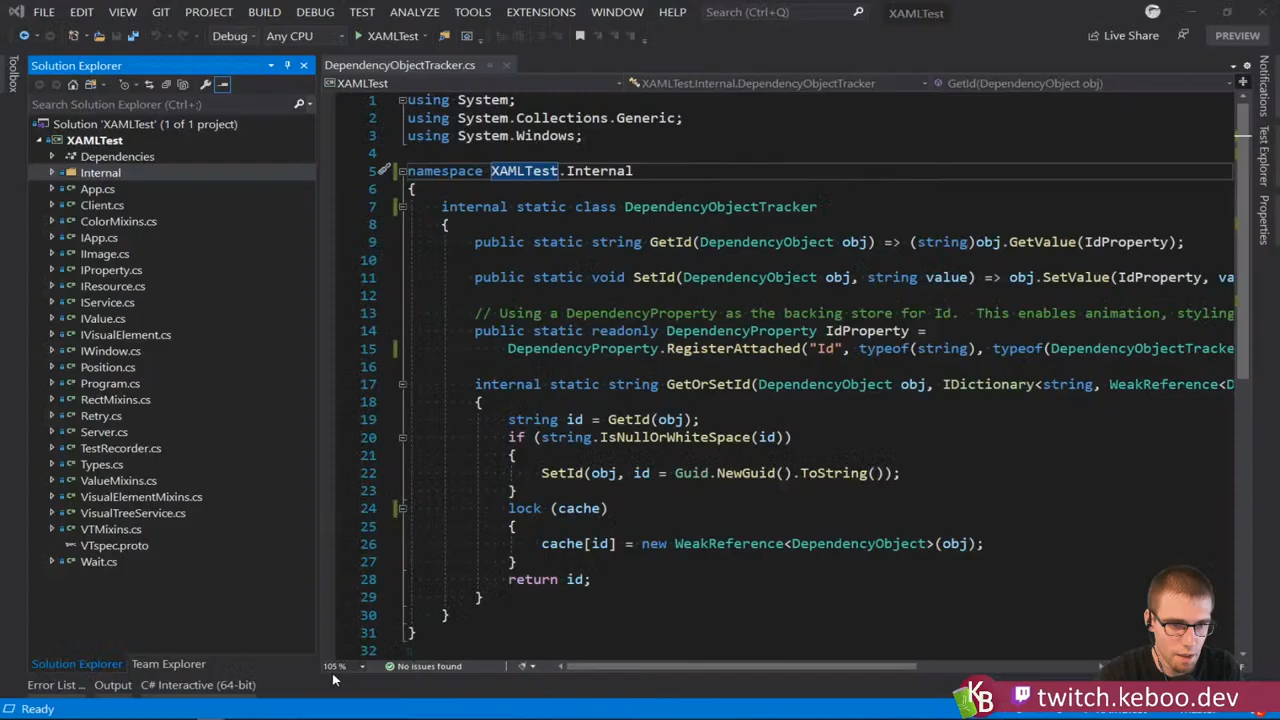 FILE EDIT VIEW GIT PROJECT BUILD DEBUG TEST ANALYZE TOOLS EXTENSIONS WINDOW HELP Search (Ctrl+Q) XAMLTest
Debug Any CPU XAMLTest Live Share PREVIEW
Toolbox
Solution Explorer
Search Solution Explorer (Ctrl+;)
Solution 'XAMLTest' (1 of 1 project)
XAMLTest
Dependencies
Internal
App.cs
Client.cs
ColorMixins.cs
IApp.cs
IImage.cs
IProperty.cs
IResource.cs
IService.cs
IValue.cs
IVisualElement.cs
IWindow.cs
Position.cs
Program.cs
RectMixins.cs
Retry.cs
Server.cs
TestRecorder.cs
Types.cs
ValueMixins.cs
VisualElementMixins.cs
VisualTreeService.cs
VTMixins.cs
VTspec.proto
Wait.cs
Solution Explorer Team Explorer
DependencyObjectTracker.cs
XAMLTest XAMLTest.Internal.DependencyObjectTracker GetId(DependencyObject obj)
1 using System;
2 using System.Collections.Generic;
3 using System.Windows;
4
5 namespace XAMLTest.Internal
6 {
7 internal static class DependencyObjectTracker
8 {
9 public static string GetId(DependencyObject obj) => (string)obj.GetValue(IdProperty);
10
11 public static void SetId(DependencyObject obj, string value) => obj.SetValue(IdProperty, va
12
13 // Using a DependencyProperty as the backing store for Id.  This enables animation, styling
14 public static readonly DependencyProperty IdProperty =
15 DependencyProperty.RegisterAttached("Id", typeof(string), typeof(DependencyObjectTracke
16
17 internal static string GetOrSetId(DependencyObject obj, IDictionary<string, WeakReference<D
18 {
19 string id = GetId(obj);
20 if (string.IsNullOrWhiteSpace(id))
21 {
22 SetId(obj, id = Guid.NewGuid().ToString());
23 }
24 lock (cache)
25 {
26 cache[id] = new WeakReference<DependencyObject>(obj);
27 }
28 return id;
29 }
30 }
31 }
32
105 % No issues found
Notifications
Test Explorer
Properties
Error List ... Output C# Interactive (64-bit)
Ready
KB twitch.keboo.dev